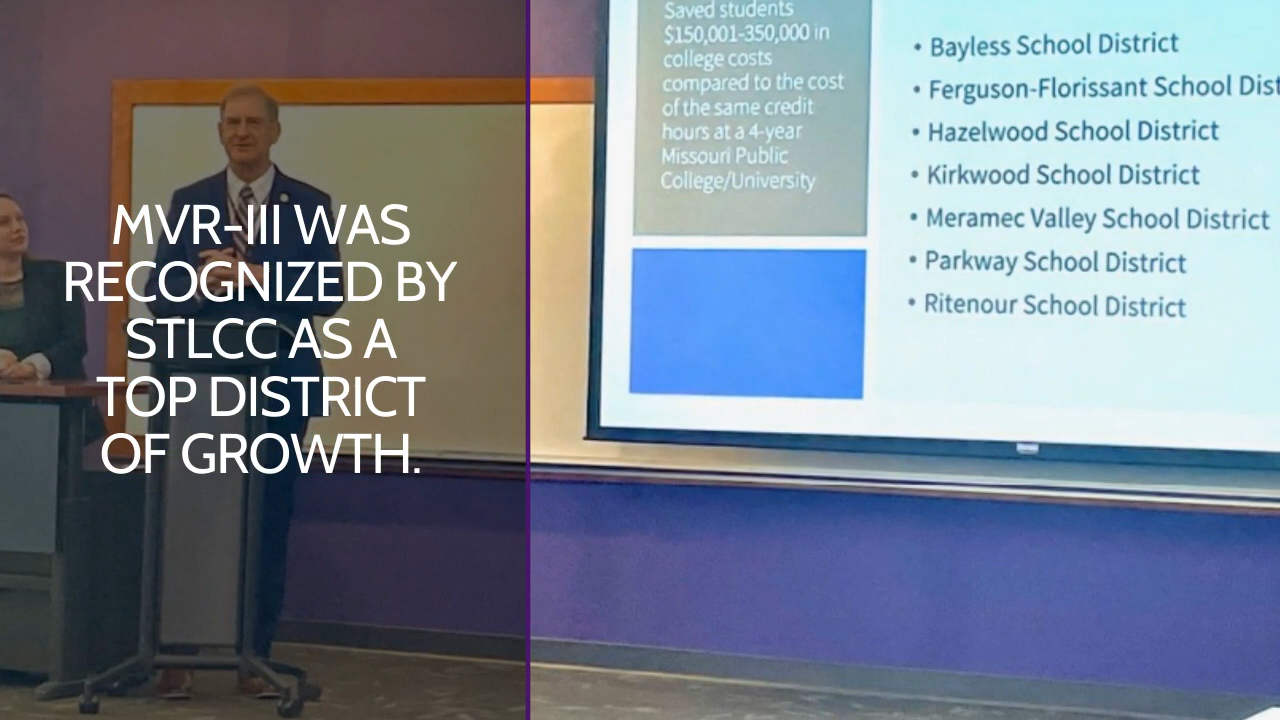 MVR-III WAS
RECOGNIZED BY
STLCC AS A
TOP DISTRICT
OF GROWTH.
Saved students
$150,001-350,000 in
college costs
compared to the cost
of the same credit
hours at a 4-year
Missouri Public
College/University
• Bayless School District
• Ferguson-Florissant School Dist
• Hazelwood School District
• Kirkwood School District
• Meramec Valley School District
• Parkway School District
• Ritenour School District